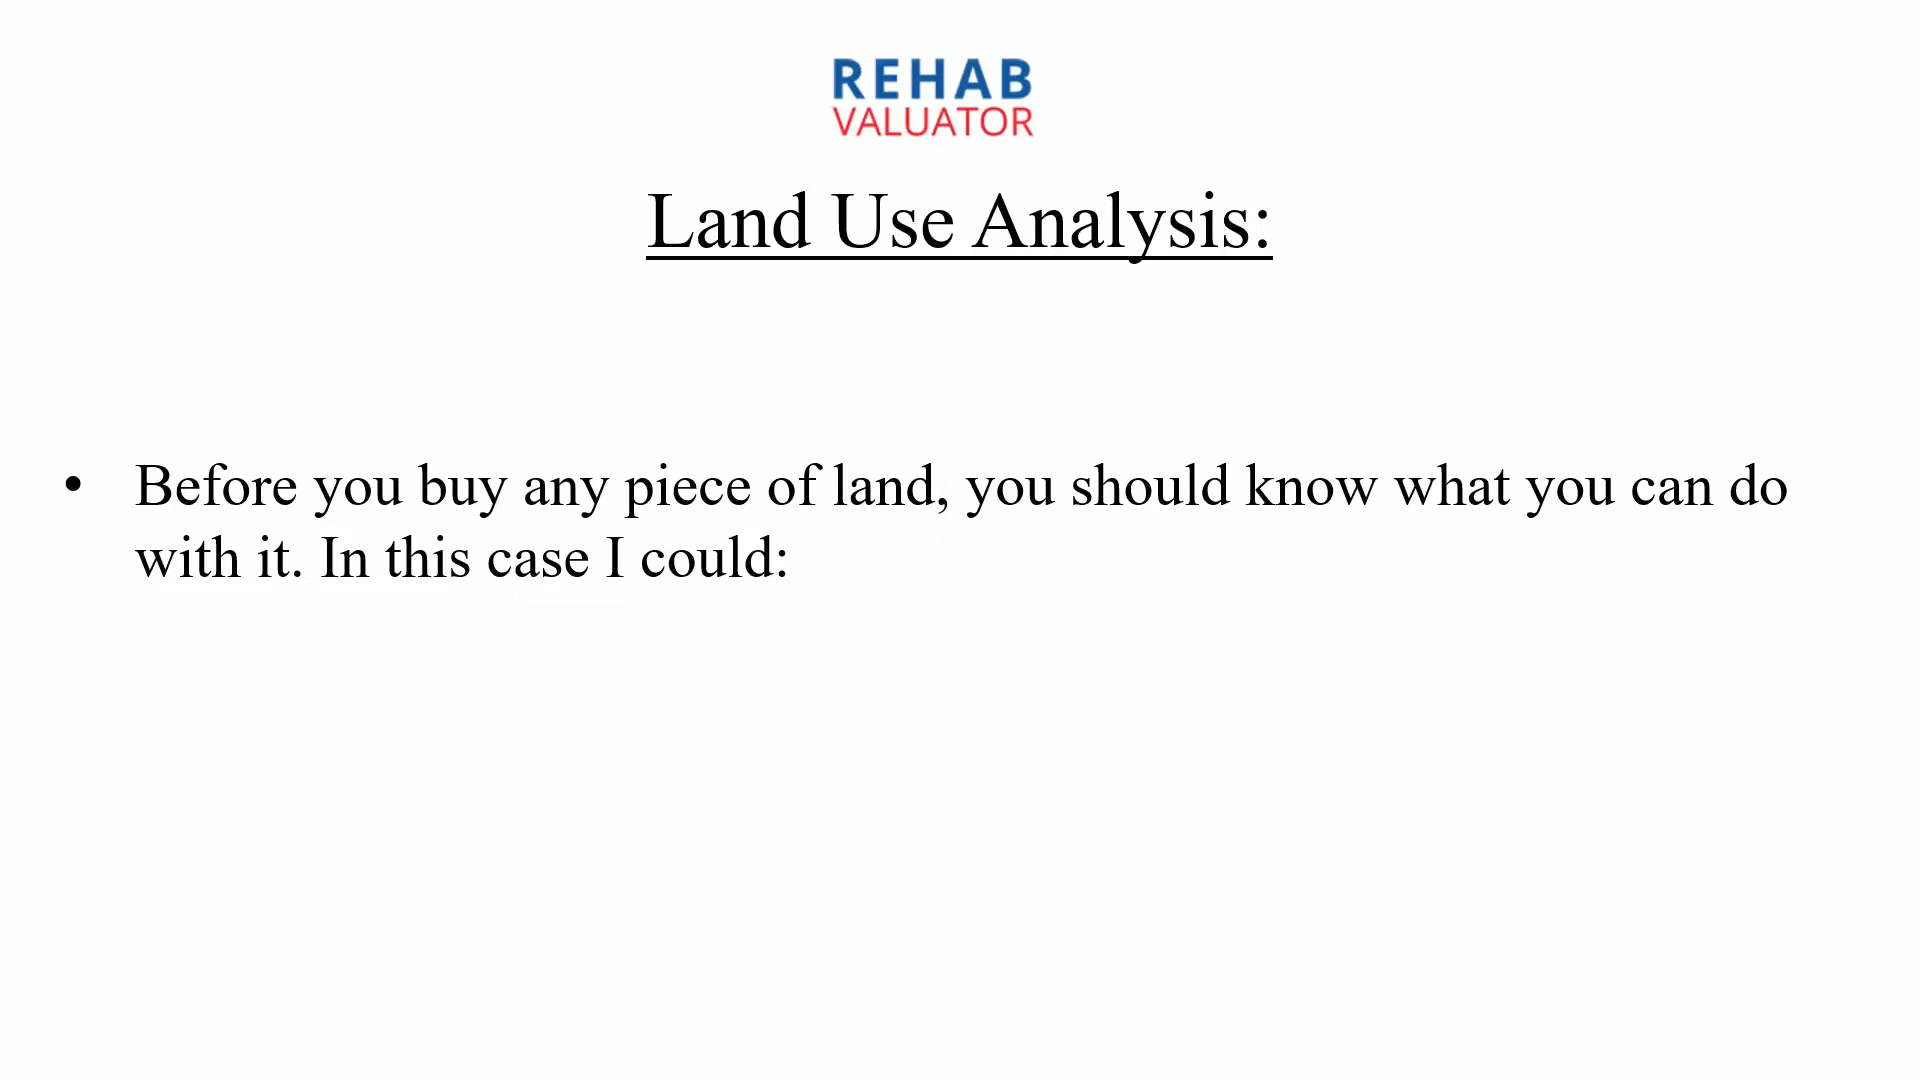 REHAB
VALUATOR
Land Use Analysis:
• Before you buy any piece of land, you should know what you can do
with it. In this case I could: